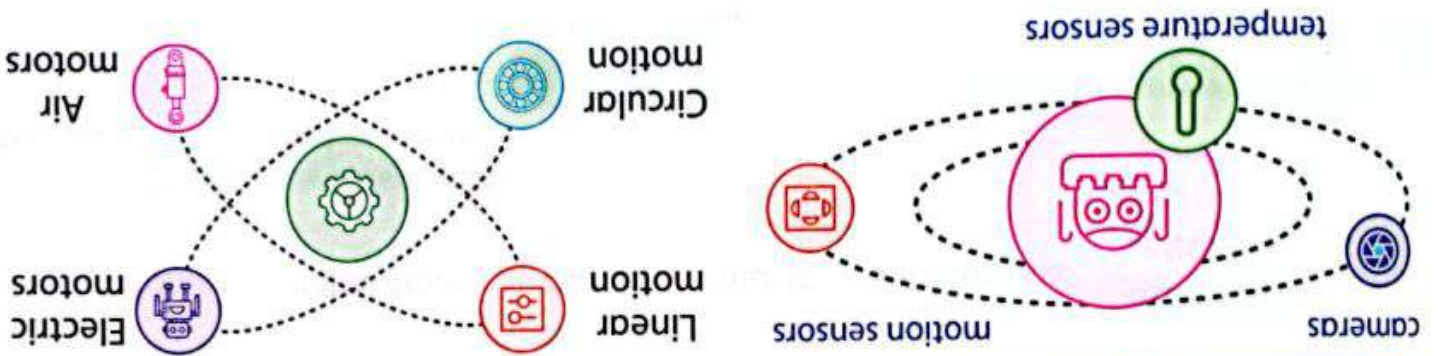 cameras
motion sensors
temperature sensors
Linear
motion
Electric
motors
Circular
motion
Air
motors